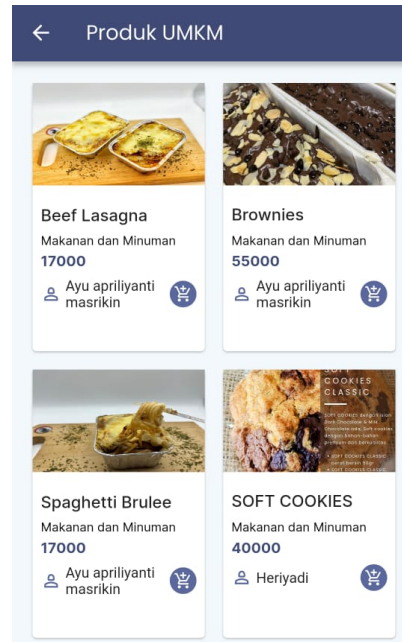 Produk UMKM
Beef Lasagna
Makanan dan Minuman
17000
Ayu apriliyanti
masrikin
Brownies
Makanan dan Minuman
55000
Ayu apriliyanti
masrikin
Spaghetti Brulee
Makanan dan Minuman
17000
Ayu apriliyanti
masrikin
COOKIES
CLASSIC
SOFT COOKIES
Makanan dan Minuman
40000
Heriyadi